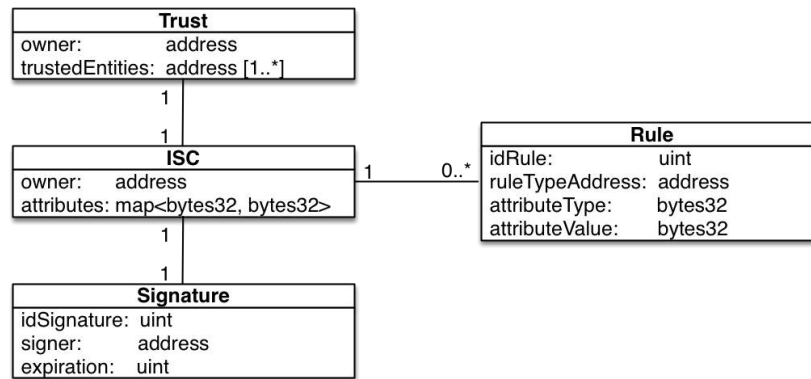 Trust
owner: address
trustedEntities: address [1..*]
1
1
ISC
owner: address
attributes: map<bytes32, bytes32>
1 0..*
Rule
idRule: uint
ruleTypeAddress: address
attributeType: bytes32
attributeValue: bytes32
1
1
Signature
idSignature: uint
signer: address
expiration: uint